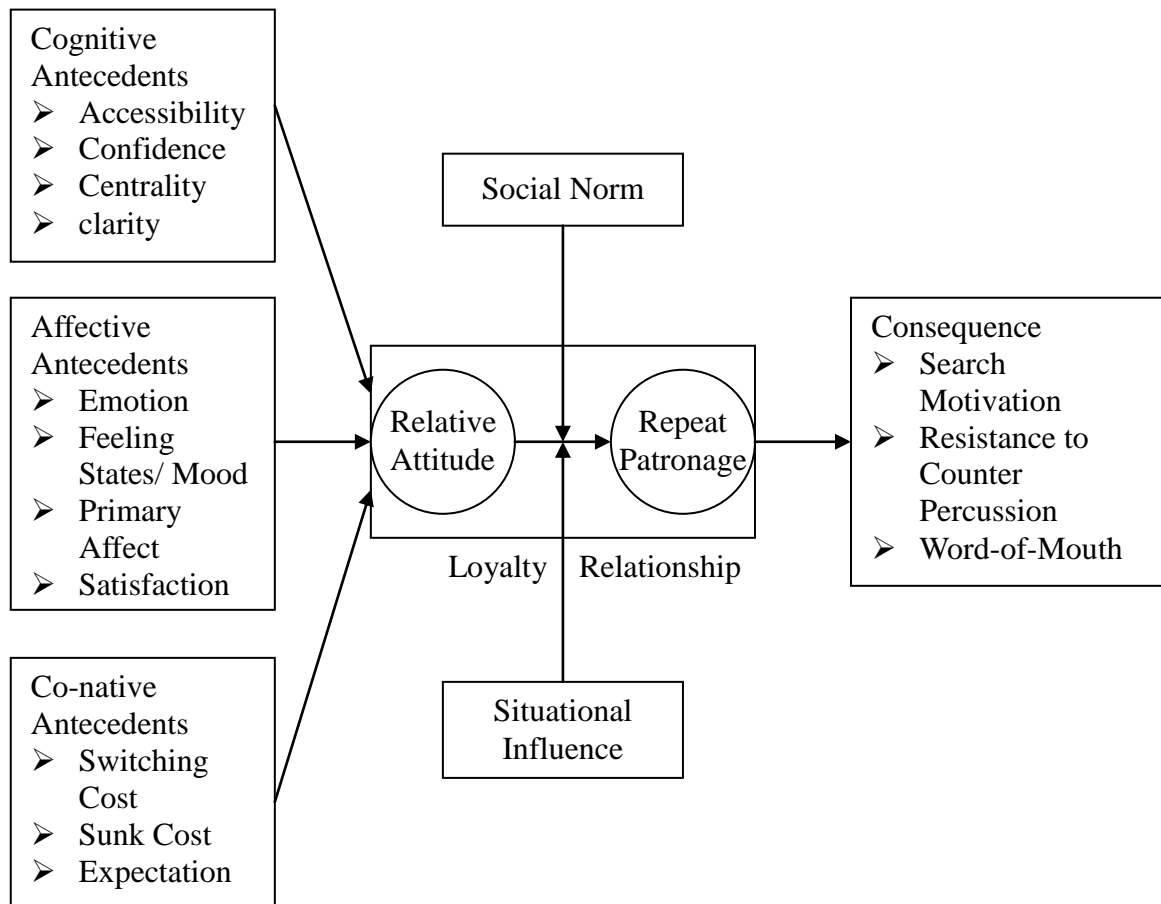 Cognitive
Antecedents
➢ Accessibility
➢ Confidence
➢ Centrality
➢ clarity
Affective
Antecedents
➢ Emotion
➢ Feeling
States/ Mood
➢ Primary
Affect
➢ Satisfaction
Co-native
Antecedents
➢ Switching
Cost
➢ Sunk Cost
➢ Expectation
Social Norm
Relative
Attitude
Repeat
Patronage
Loyalty Relationship
Situational
Influence
Consequence
➢ Search
Motivation
➢ Resistance to
Counter
Percussion
➢ Word-of-Mouth